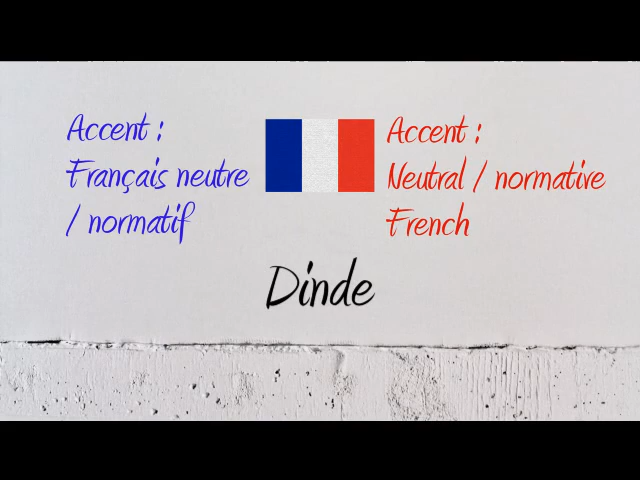 Accent :
Français neutre
/ normatif
Accent :
Neutral / normative
French
Dinde